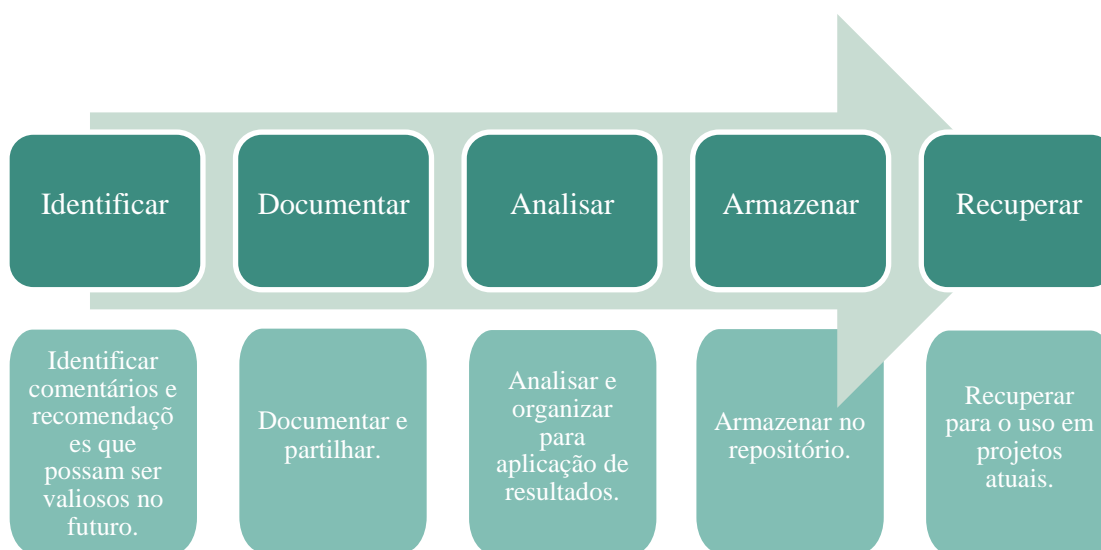 Identificar
Documentar
Analisar
Armazenar
Recuperar
Identificar
comentários e
recomendaçõ
es que
possam ser
valiosos no
futuro.
Documentar e
partilhar.
Analisar e
organizar
para
aplicação de
resultados.
Armazenar no
repositório.
Recuperar
para o uso em
projetos
atuais.